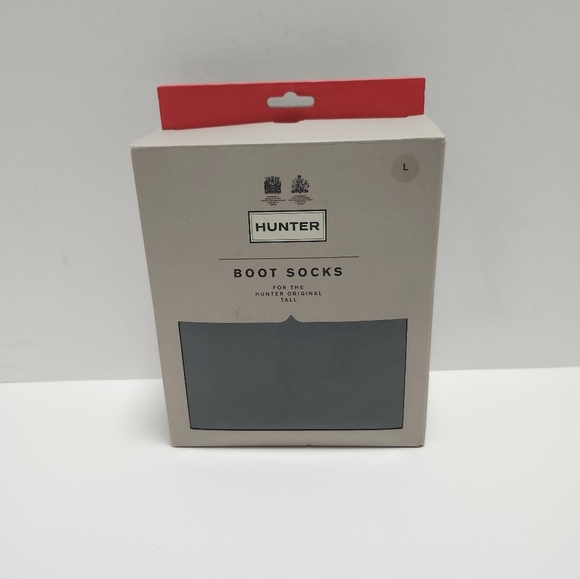 L
HUNTER
BOOT SOCKS
FOR THE
HUNTER ORIGINAL
TALL